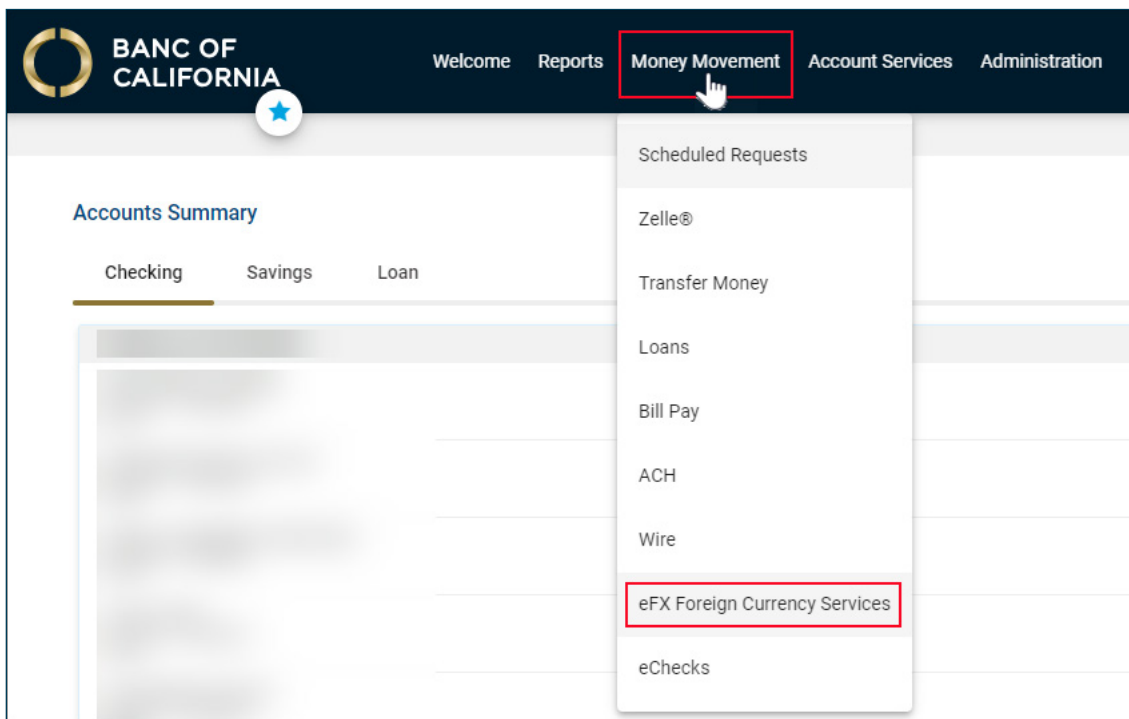 BANC OF
CALIFORNIA
Welcome Reports Money Movement Account Services Administration
Accounts Summary
Checking Savings Loan
Scheduled Requests
Zelle®
Transfer Money
Loans
Bill Pay
ACH
Wire
eFX Foreign Currency Services
eChecks